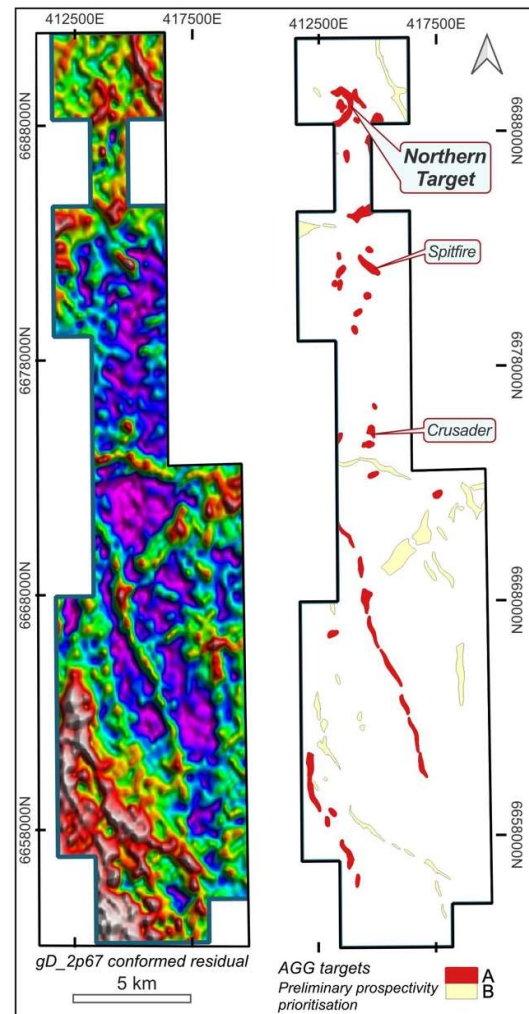 412500E
417500E
412500E
417500E
6688000N
6688000N
Northern
Target
Spitfire
6678000N
6678000N
Crusader
6668000N
6668000N
6658000N
6658000N
gD_2p67 conformed residual
5 km
AGG targets
Preliminary prospectivity
prioritisation
A
B